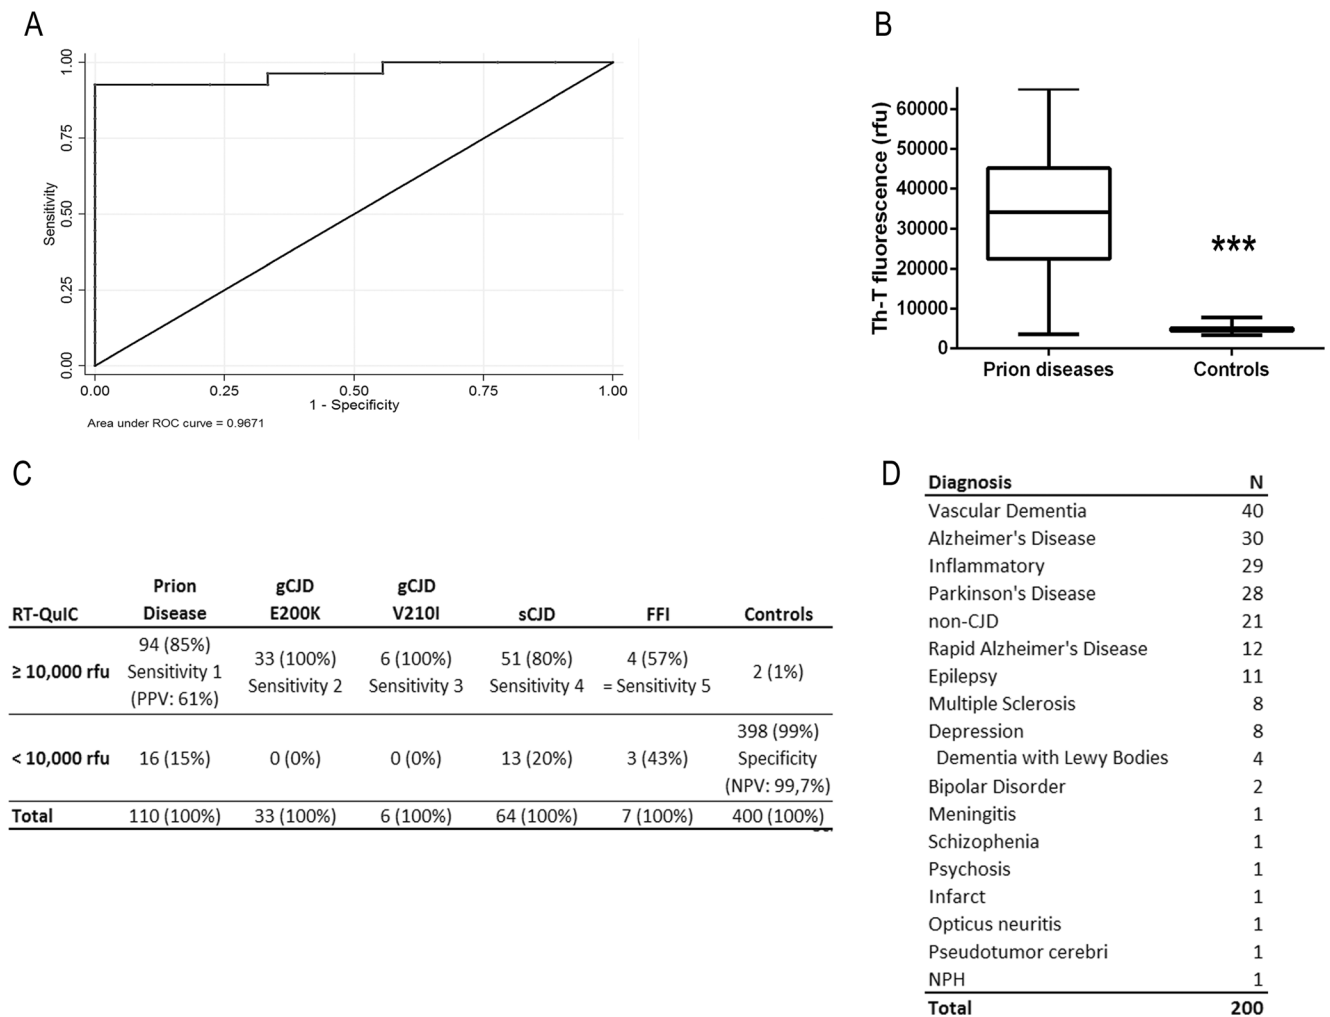 A
1.00
0.75
0.50
0.25
0.00
Sensitivity
0.00 0.25 0.50 0.75 1.00
1 - Specificity
Area under ROC curve = 0.9671
B
60000
50000
40000
30000
20000
10000
0
Th-T fluorescence (rfu)
***
Prion diseases Controls
C
Prion gCJD gCJD
RT-QuIC Disease E200K V210I sCJD FFI Controls
94 (85%)
≥ 10,000 rfu Sensitivity 1
(PPV: 61%)
33 (100%)
Sensitivity 2
6 (100%)
Sensitivity 3
51 (80%)
Sensitivity 4
4 (57%)
= Sensitivity 5
2 (1%)
< 10,000 rfu 16 (15%) 0 (0%) 0 (0%) 13 (20%) 3 (43%)
398 (99%)
Specificity
(NPV: 99,7%)
Total 110 (100%) 33 (100%) 6 (100%) 64 (100%) 7 (100%) 400 (100%)
D
Diagnosis N
Vascular Dementia 40
Alzheimer's Disease 30
Inflammatory 29
Parkinson's Disease 28
non-CJD 21
Rapid Alzheimer's Disease 12
Epilepsy 11
Multiple Sclerosis 8
Depression 8
Dementia with Lewy Bodies 4
Bipolar Disorder 2
Meningitis 1
Schizophenia 1
Psychosis 1
Infarct 1
Opticus neuritis 1
Pseudotumor cerebri 1
NPH 1
Total 200